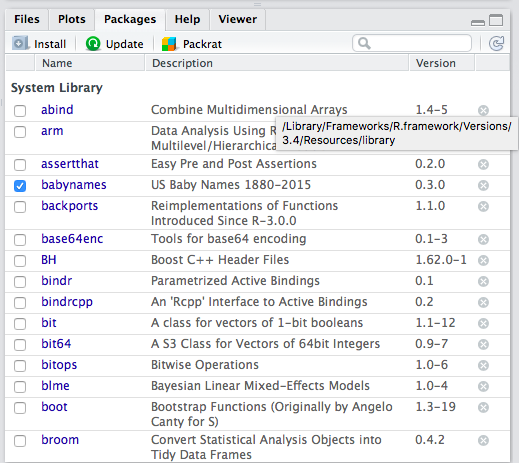 Files Plots Packages Help Viewer
Install Update Packrat
Name Description Version
System Library
abind Combine Multidimensional Arrays 1.4-5
arm Data Analysis Using R
Multilevel/Hierarchica
/Library/Frameworks/R.framework/Versions/
3.4/Resources/library
assertthat Easy Pre and Post Assertions 0.2.0
babynames US Baby Names 1880-2015 0.3.0
backports Reimplementations of Functions 1.1.0
Introduced Since R-3.0.0
base64enc Tools for base64 encoding 0.1-3
BH Boost C++ Header Files 1.62.0-1
bindr Parametrized Active Bindings 0.1
bindrcpp An 'Rcpp' Interface to Active Bindings 0.2
bit A class for vectors of 1-bit booleans 1.1-12
bit64 A S3 Class for Vectors of 64bit Integers 0.9-7
bitops Bitwise Operations 1.0-6
blme Bayesian Linear Mixed-Effects Models 1.0-4
boot Bootstrap Functions (Originally by Angelo 1.3-19
Canty for S)
broom Convert Statistical Analysis Objects into 0.4.2
Tidy Data Frames